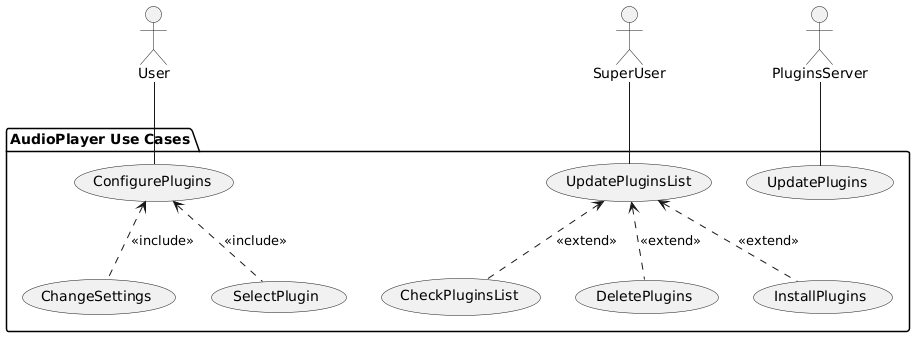 User
SuperUser
PluginsServer
AudioPlayer Use Cases
ConfigurePlugins
UpdatePluginsList
UpdatePlugins
«include»
«include»
«extend»
«extend»
«extend»
ChangeSettings
SelectPlugin
CheckPluginsList
DeletePlugins
InstallPlugins